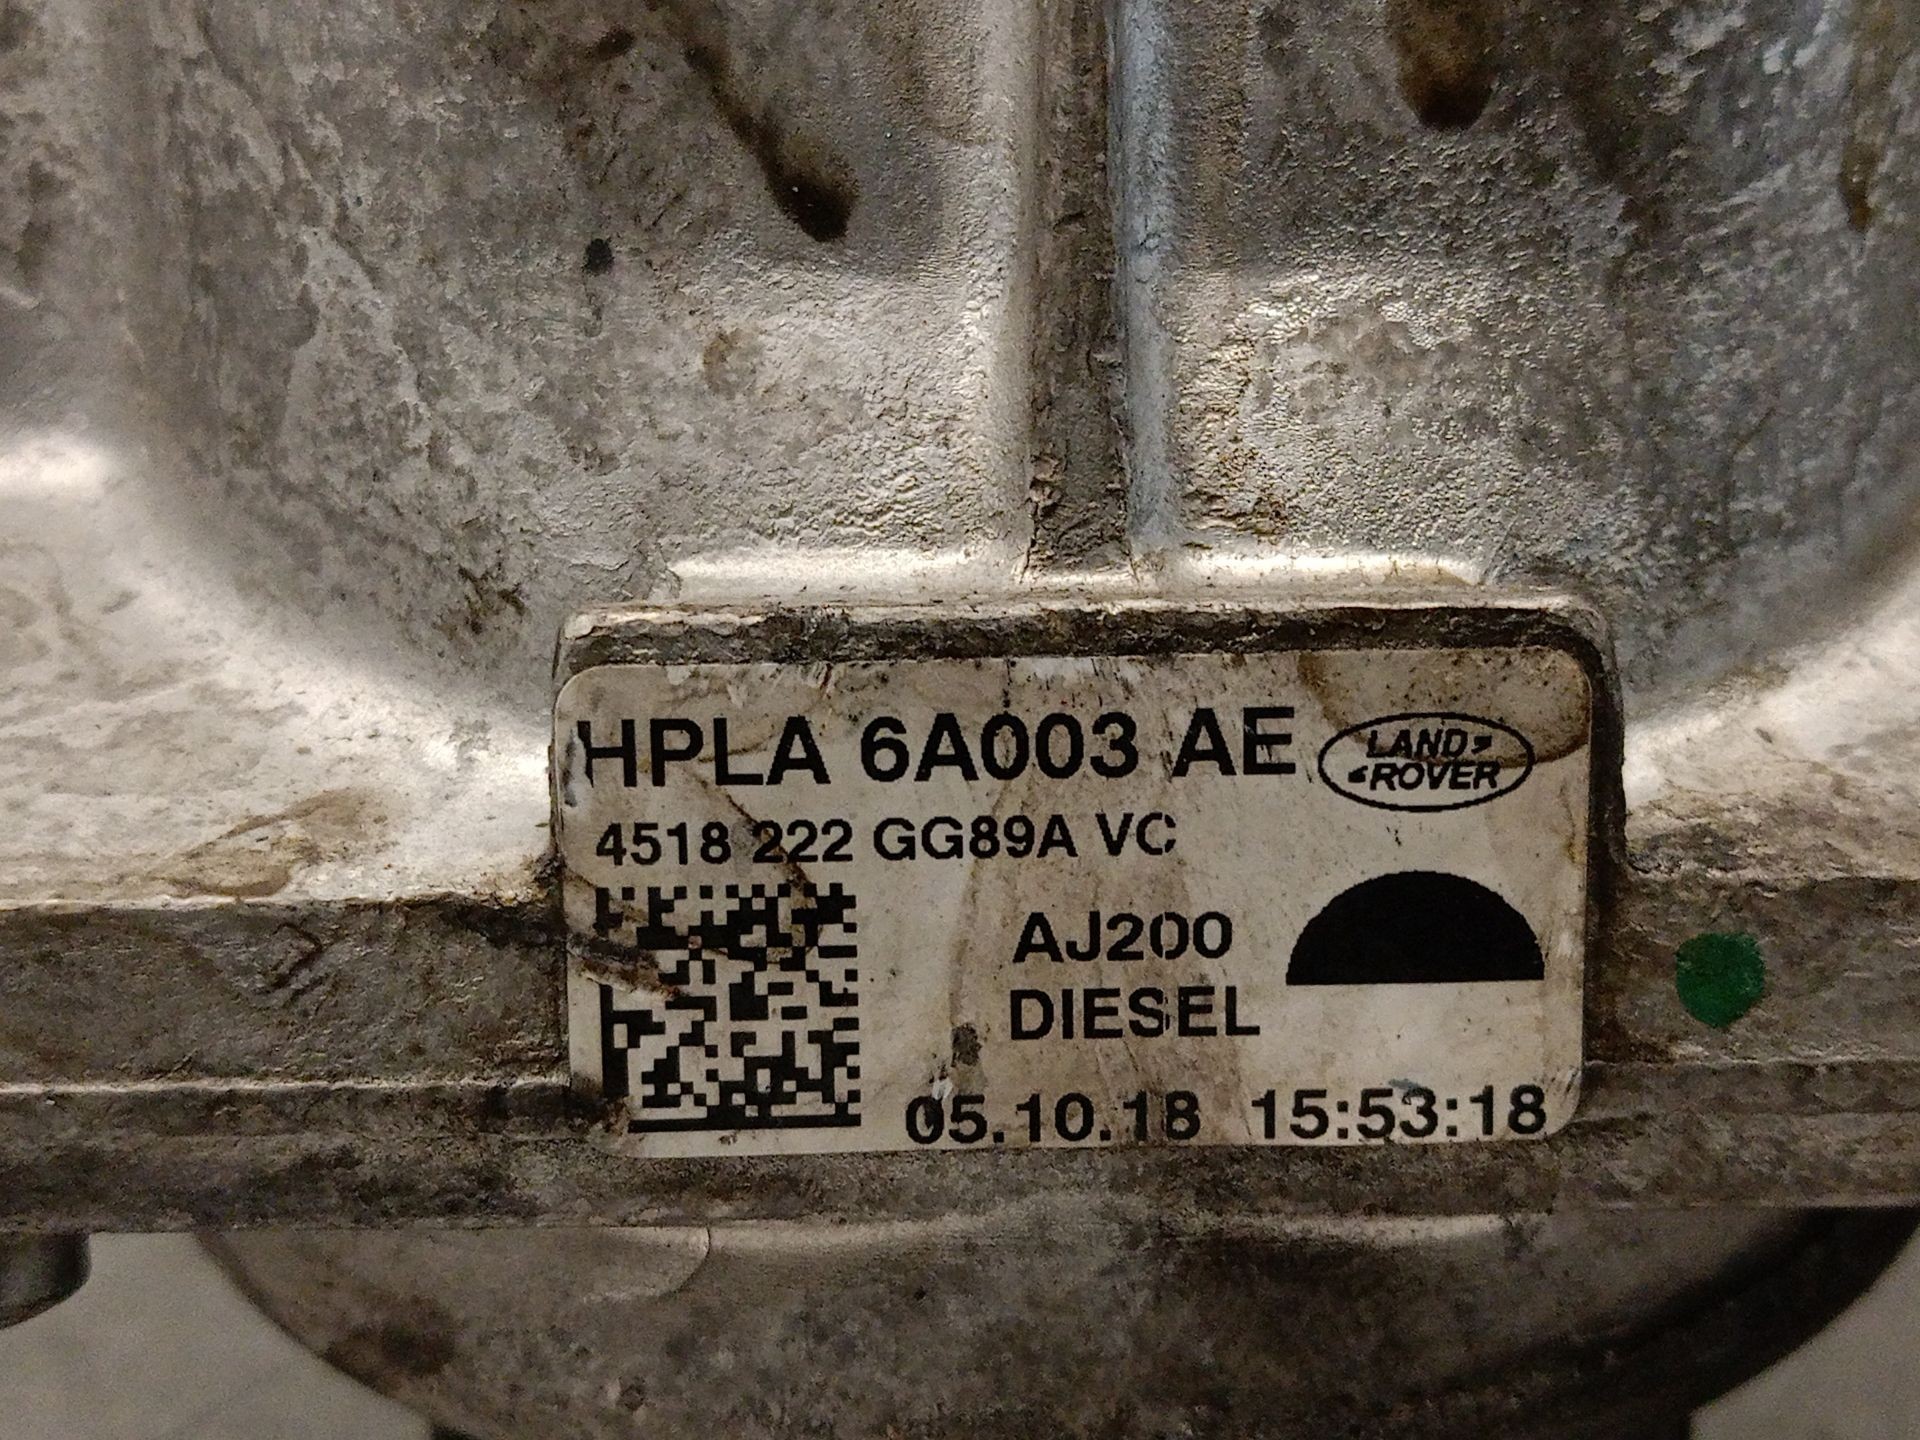 HPLA 6A003 AE
LAND
ROVER
4518 222 GG89A VC
AJ200
DIESEL
05.10.18 15:53:18